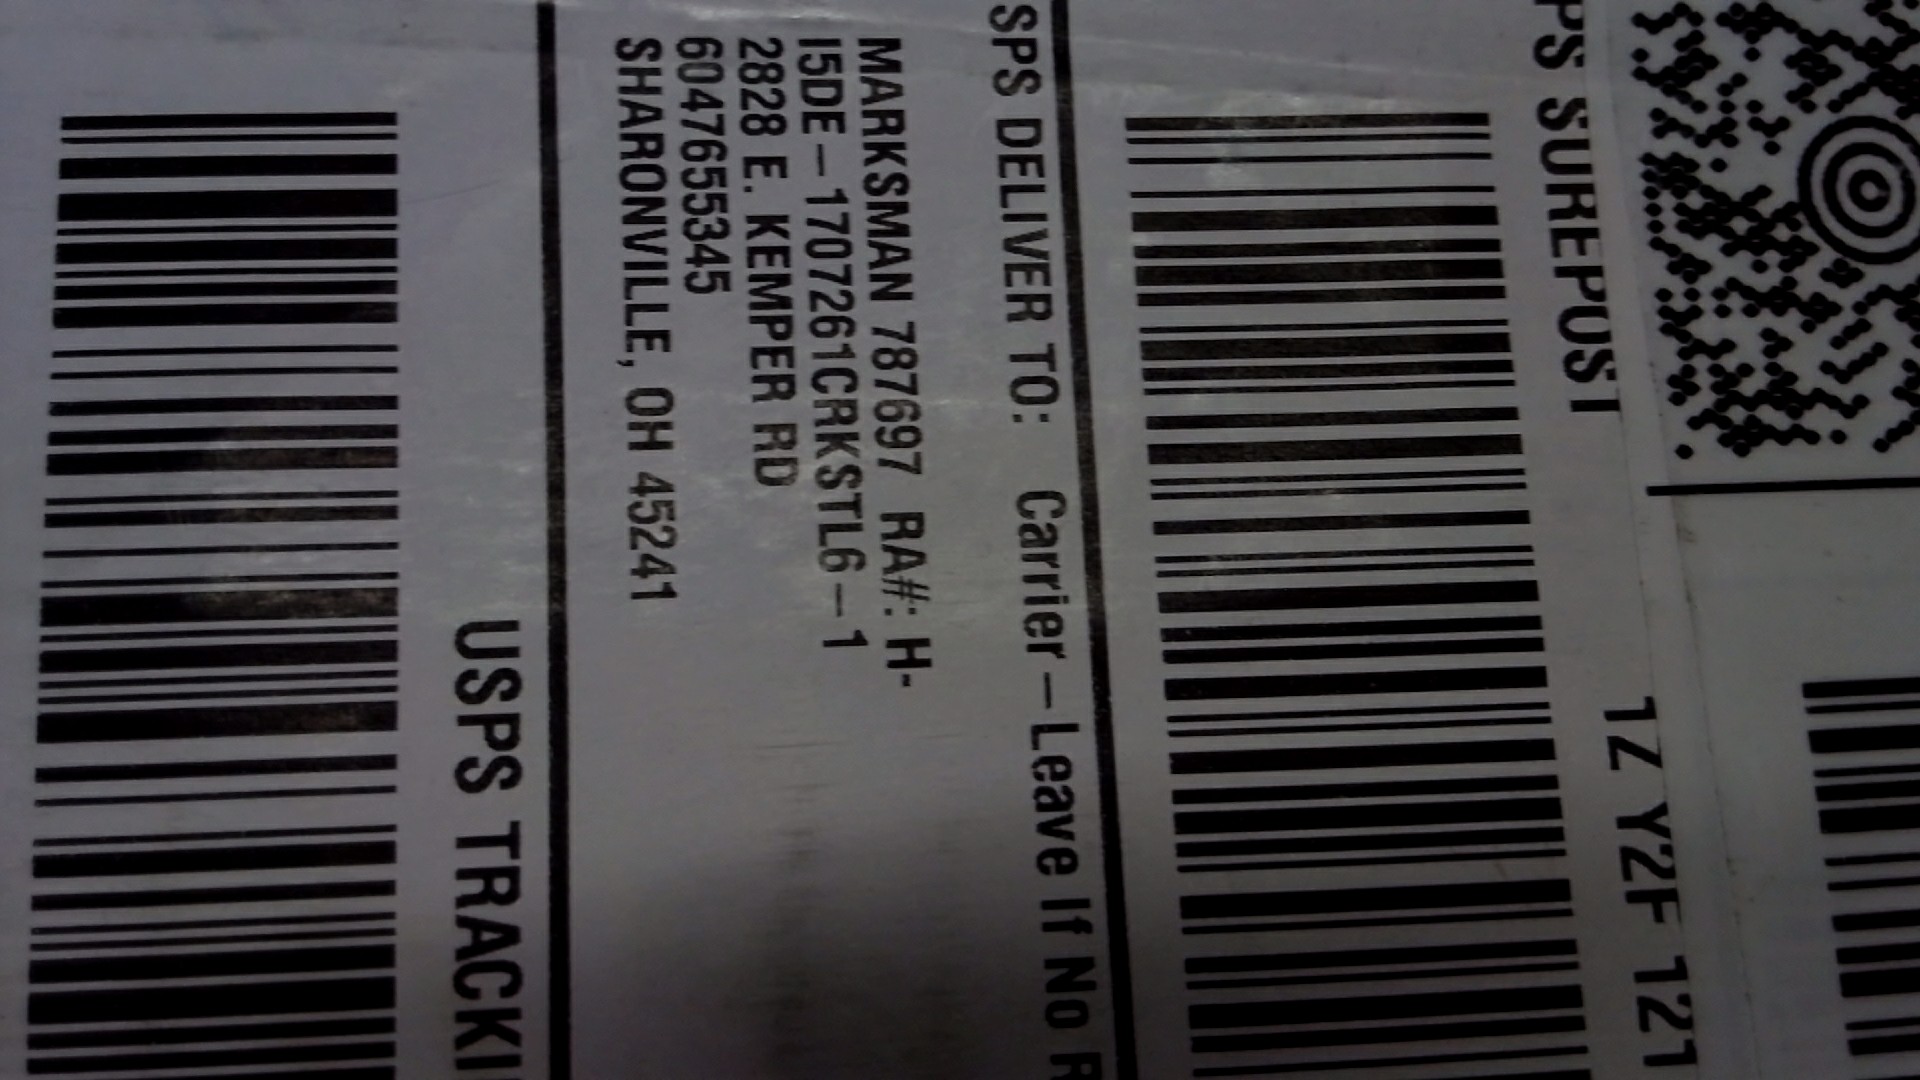 PS SUREPOST
1Z Y2F 121
SPS DELIVER TO: Carrier–Leave If No R
MARKSMAN 787697 RA#: H-
I5DE–1707261CRKSTL6–1
2828 E. KEMPER RD
6047655345
SHARONVILLE, OH 45241
USPS TRACKI